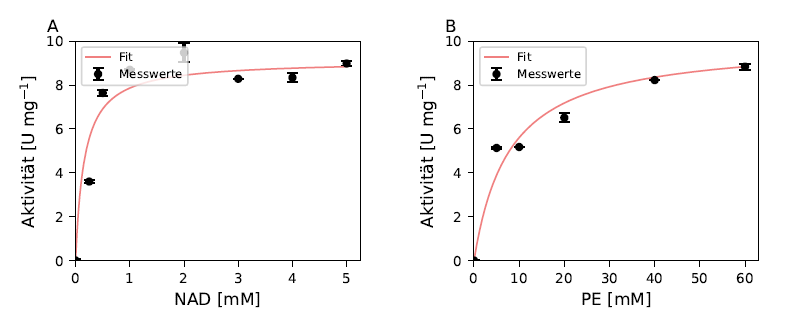 A
Fit
Messwerte
Aktivität [U mg⁻¹]
10
8
6
4
2
0
0 1 2 3 4 5
NAD [mM]
B
Fit
Messwerte
Aktivität [U mg⁻¹]
10
8
6
4
2
0
0 10 20 30 40 50 60
PE [mM]